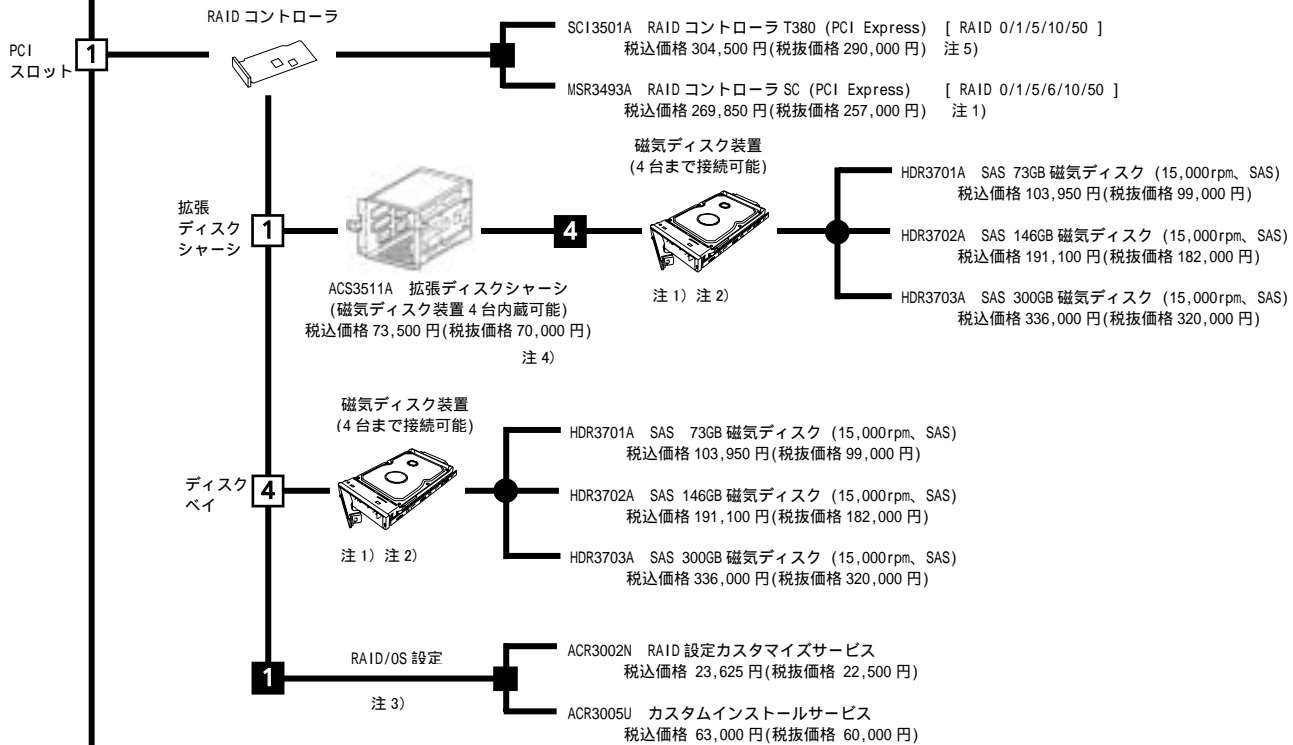 RAID コントローラ
PCI
スロット
1
SCI3501A RAID コントローラ T380 (PCI Express) [ RAID 0/1/5/10/50 ]
税込価格 304,500 円(税抜価格 290,000 円) 注 5)
MSR3493A RAID コントローラ SC (PCI Express) [ RAID 0/1/5/6/10/50 ]
税込価格 269,850 円(税抜価格 257,000 円) 注 1)
拡張
ディスク
シャーシ
1
ACS3511A 拡張ディスクシャーシ
(磁気ディスク装置 4 台内蔵可能)
税込価格 73,500 円(税抜価格 70,000 円)
注 4)
4
磁気ディスク装置
(4 台まで接続可能)
注 1) 注 2)
HDR3701A SAS 73GB 磁気ディスク (15,000rpm、SAS)
税込価格 103,950 円(税抜価格 99,000 円)
HDR3702A SAS 146GB 磁気ディスク (15,000rpm、SAS)
税込価格 191,100 円(税抜価格 182,000 円)
HDR3703A SAS 300GB 磁気ディスク (15,000rpm、SAS)
税込価格 336,000 円(税抜価格 320,000 円)
ディスク
ベイ
4
磁気ディスク装置
(4 台まで接続可能)
注 1) 注 2)
HDR3701A SAS 73GB 磁気ディスク (15,000rpm、SAS)
税込価格 103,950 円(税抜価格 99,000 円)
HDR3702A SAS 146GB 磁気ディスク (15,000rpm、SAS)
税込価格 191,100 円(税抜価格 182,000 円)
HDR3703A SAS 300GB 磁気ディスク (15,000rpm、SAS)
税込価格 336,000 円(税抜価格 320,000 円)
1
RAID/OS 設定
注 3)
ACR3002N RAID 設定カスタマイズサービス
税込価格 23,625 円(税抜価格 22,500 円)
ACR3005U カスタムインストールサービス
税込価格 63,000 円(税抜価格 60,000 円)